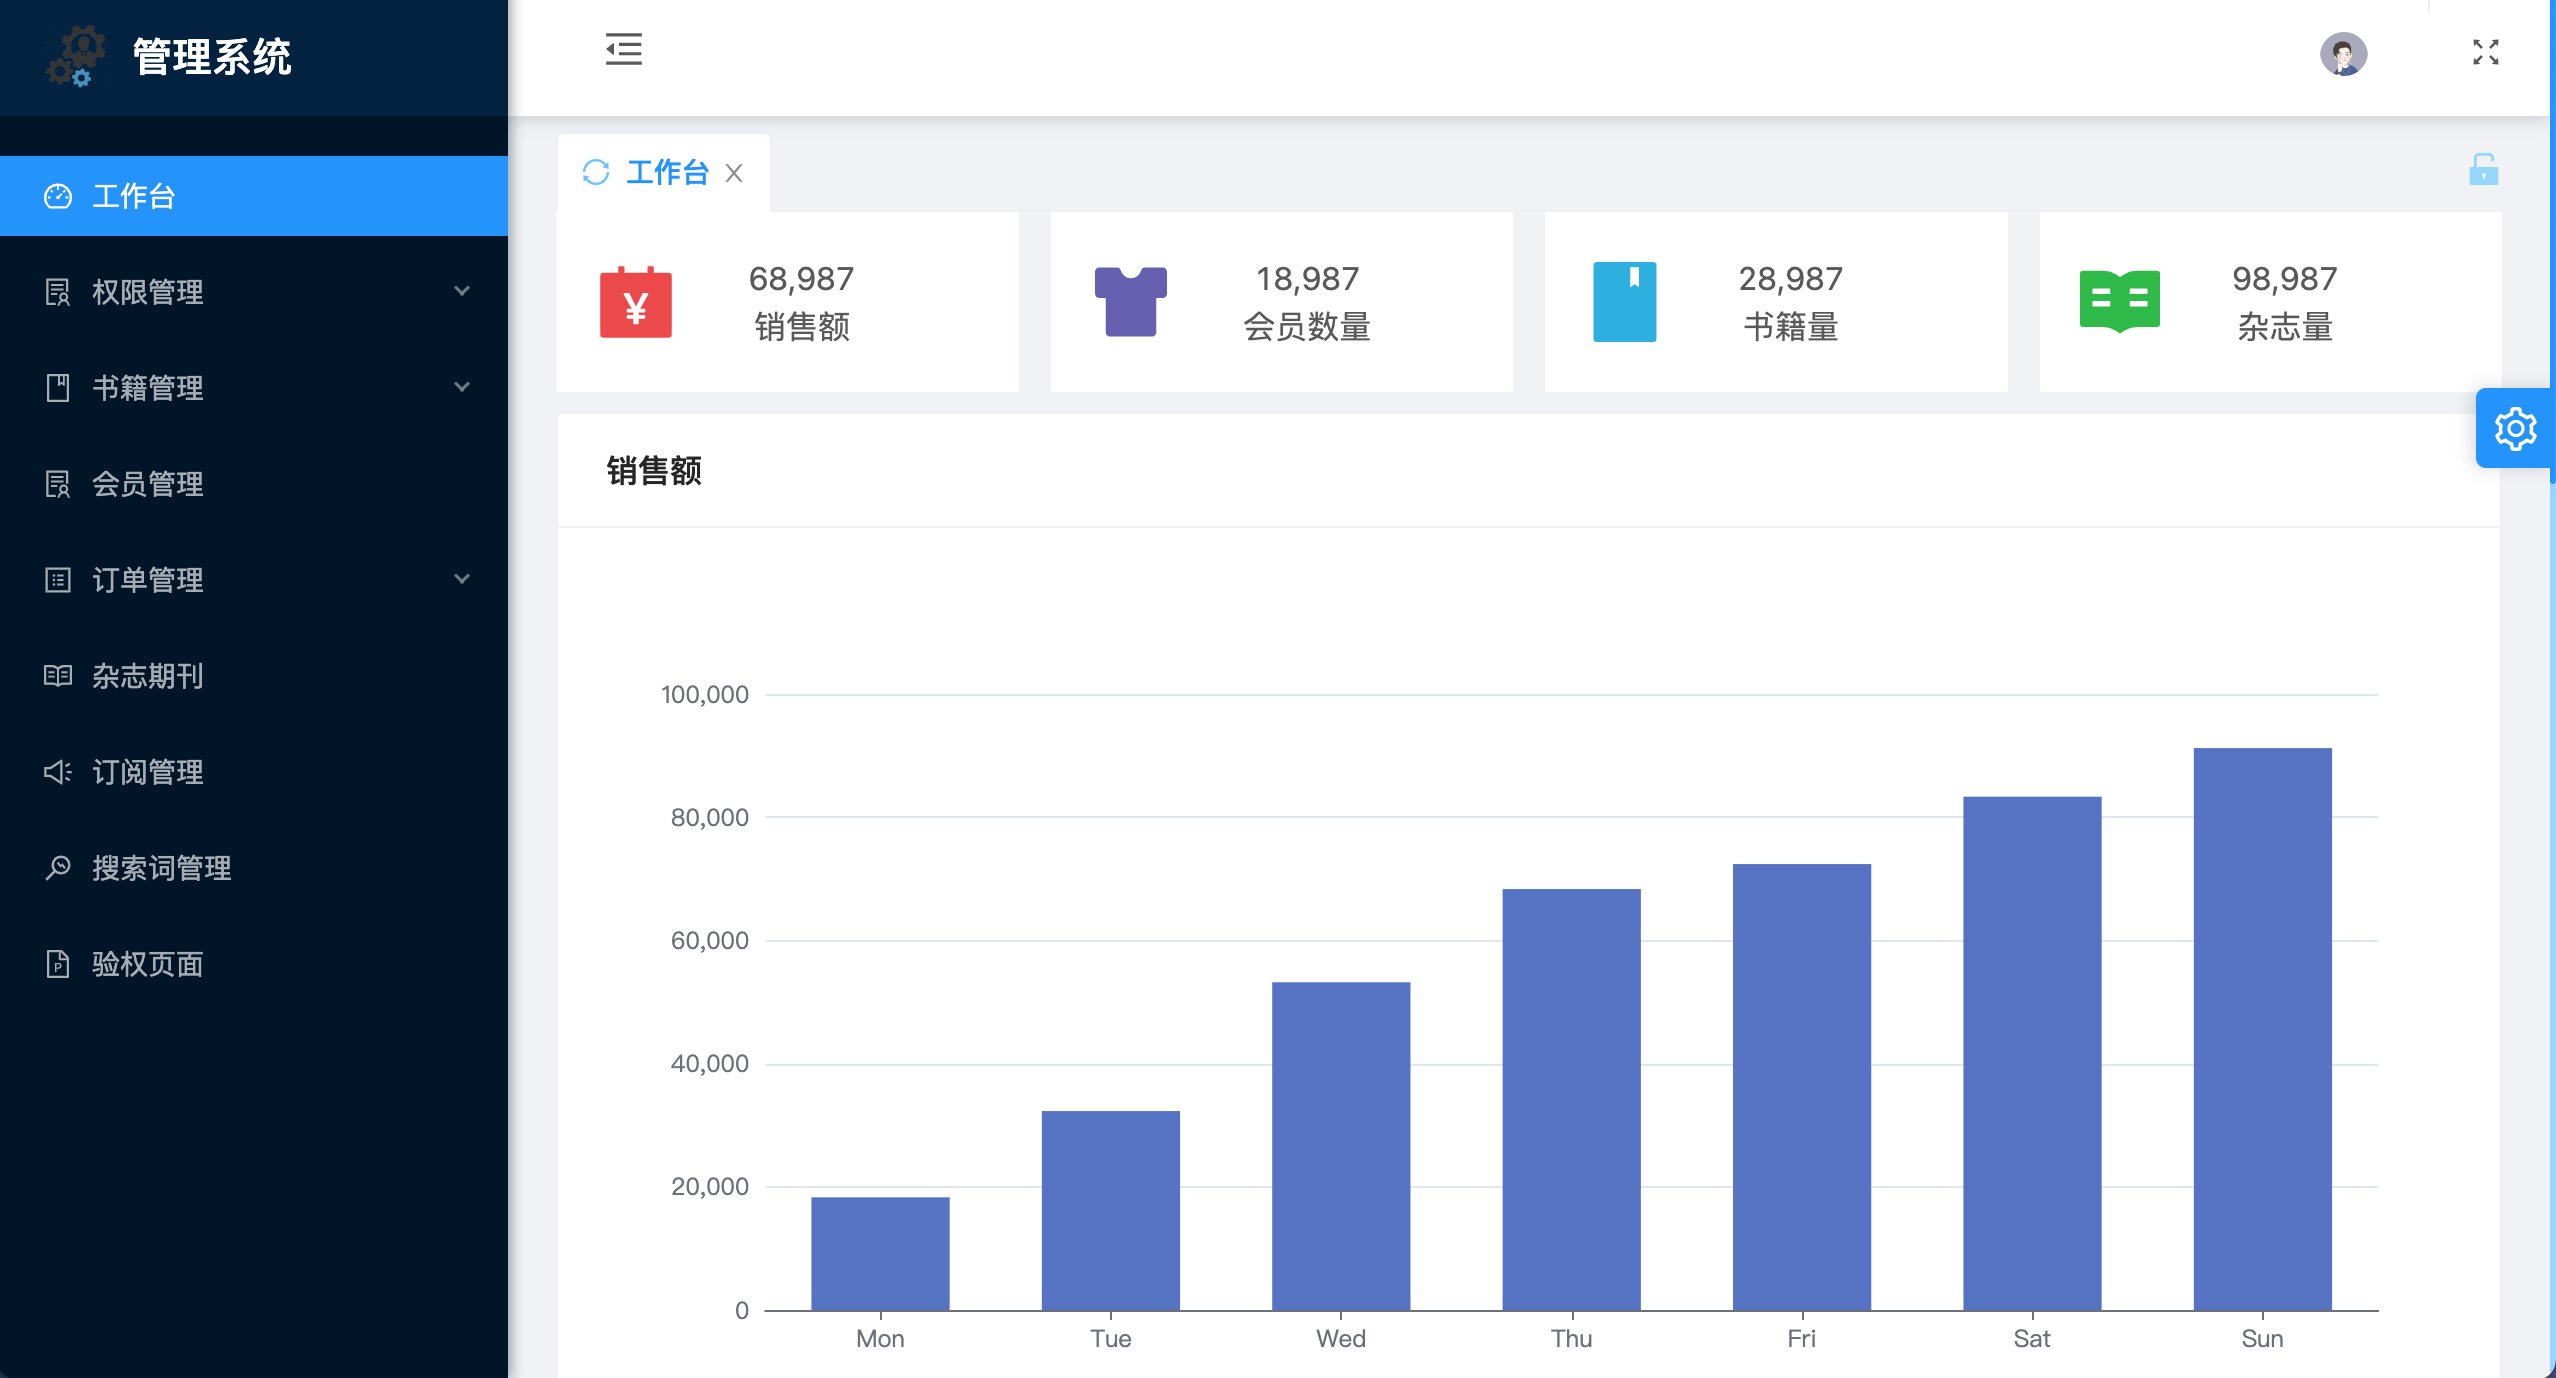 管理系统
工作台
权限管理
书籍管理
会员管理
订单管理
杂志期刊
订阅管理
搜索词管理
验权页面
工作台
68,987
销售额
18,987
会员数量
28,987
书籍量
98,987
杂志量
销售额
100,000
80,000
60,000
40,000
20,000
0
Mon Tue Wed Thu Fri Sat Sun